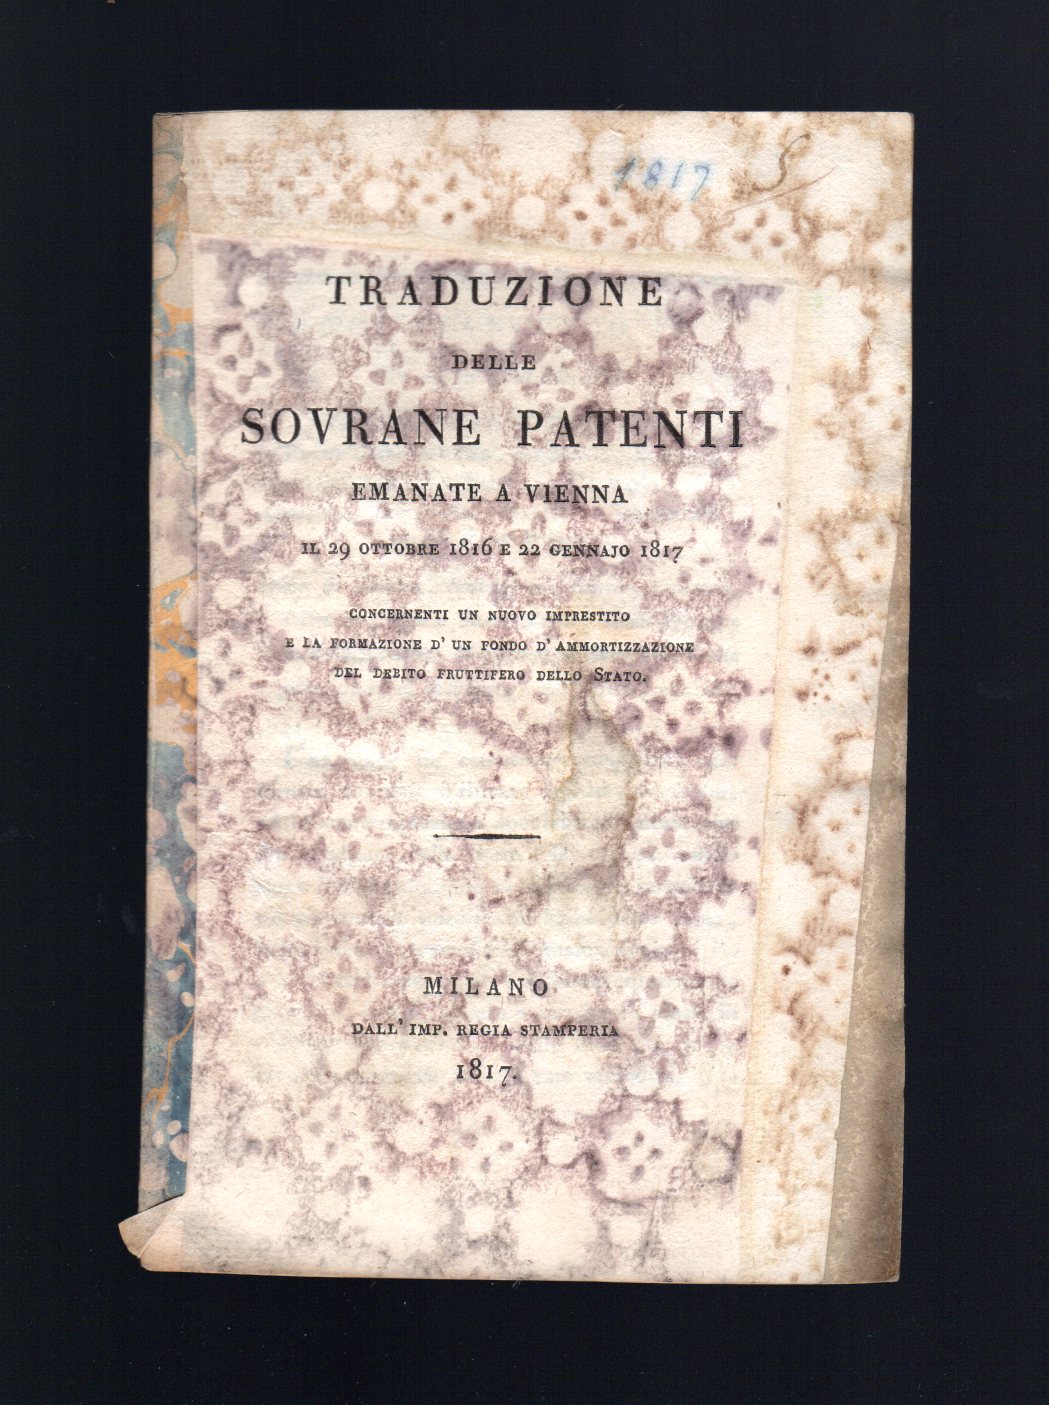 1817 S
TRADUZIONE
DELLE
SOVRANE PATENTI
EMANATE A VIENNA
IL 29 OTTOBRE 1816 E 22 GENNAJO 1817
CONCERNENTI UN NUOVO IMPRESTITO
E LA FORMAZIONE D' UN FONDO D' AMMORTIZZAZIONE
DEL DEBITO FRUTTIFERO DELLO STATO.
MILANO
DALL' IMP. REGIA STAMPERIA
1817.